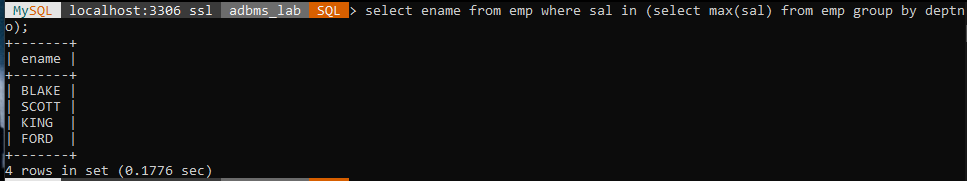 MySQL localhost:3306 ssl adbms_lab SQL > select ename from emp where sal in (select max(sal) from emp group by deptn
o);
+-------+
| ename |
+-------+
| BLAKE |
| SCOTT |
| KING  |
| FORD  |
+-------+
4 rows in set (0.1776 sec)